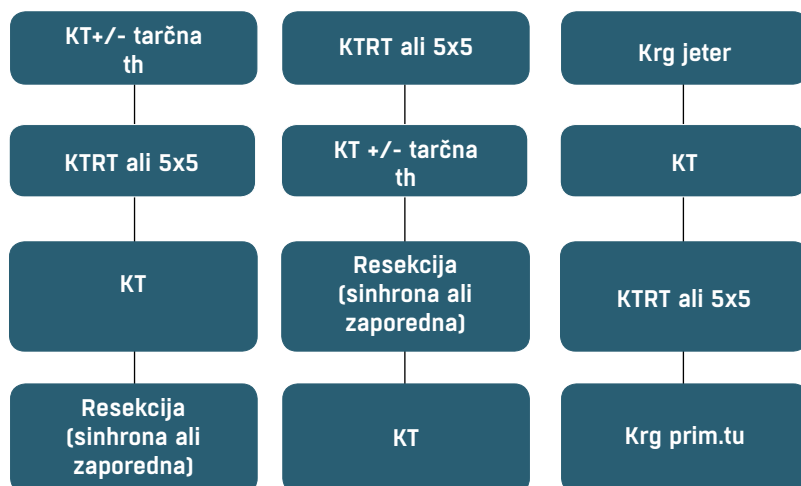 KT+/- tarčna
th
KTRT ali 5x5
KT
Resekcija
(sinhrona ali
zaporedna)
KTRT ali 5x5
KT +/- tarčna
th
Resekcija
(sinhrona ali
zaporedna)
KT
Krg jeter
KT
KTRT ali 5x5
Krg prim.tu